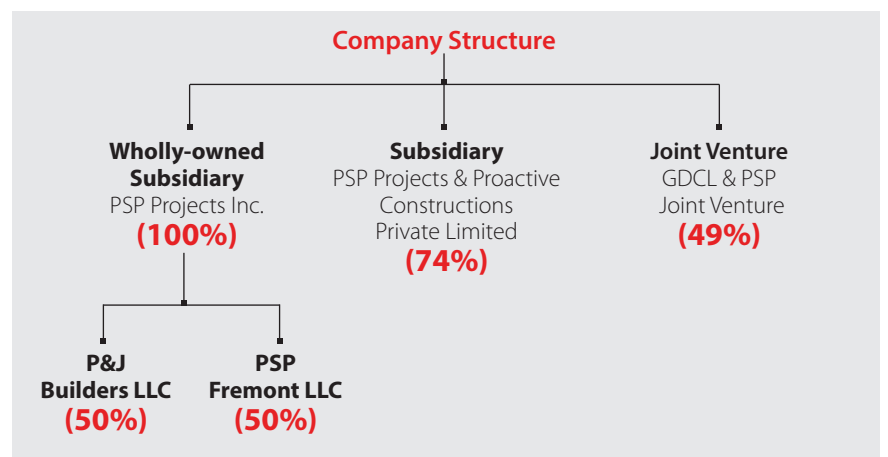 Company Structure
Wholly-owned
Subsidiary
PSP Projects Inc.
(100%)
Subsidiary
PSP Projects & Proactive
Constructions
Private Limited
(74%)
Joint Venture
GDCL & PSP
Joint Venture
(49%)
P&J
Builders LLC
(50%)
PSP
Fremont LLC
(50%)